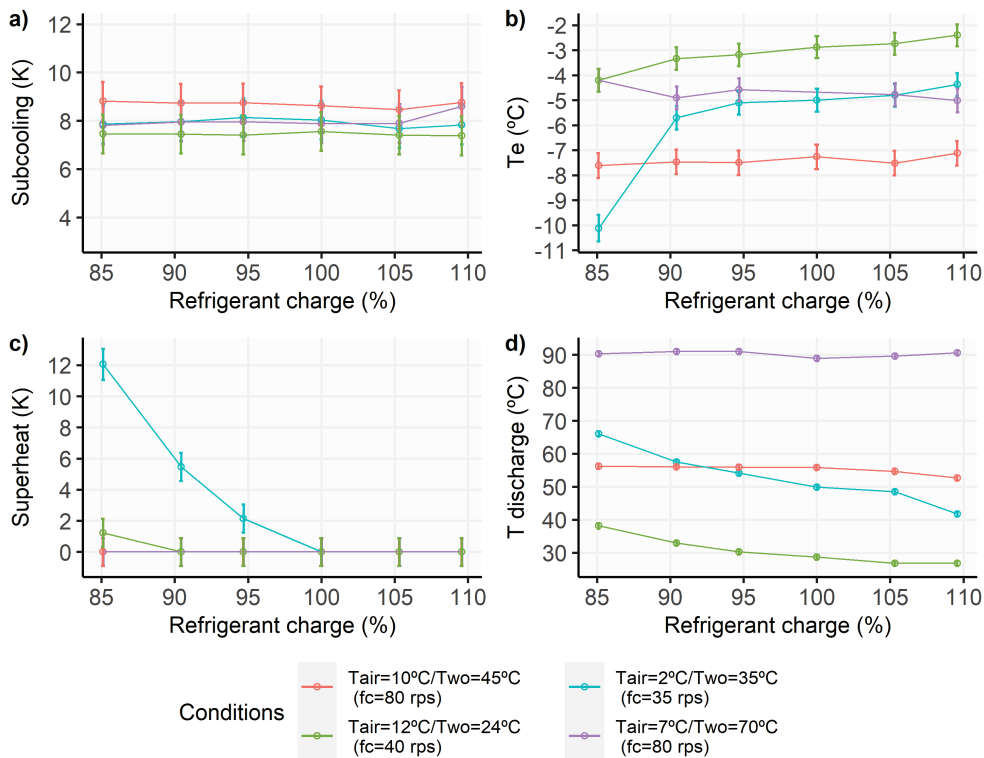 a)
Subcooling (K)
12
10
8
6
4
85 90 95 100 105 110
Refrigerant charge (%)
b)
Te (ºC)
-2
-3
-4
-5
-6
-7
-8
-9
-10
-11
85 90 95 100 105 110
Refrigerant charge (%)
c)
Superheat (K)
12
10
8
6
4
2
0
85 90 95 100 105 110
Refrigerant charge (%)
d)
T discharge (ºC)
90
80
70
60
50
40
30
85 90 95 100 105 110
Refrigerant charge (%)
Conditions
Tair=10ºC/Two=45ºC
(fc=80 rps)
Tair=12ºC/Two=24ºC
(fc=40 rps)
Tair=2ºC/Two=35ºC
(fc=35 rps)
Tair=7ºC/Two=70ºC
(fc=80 rps)